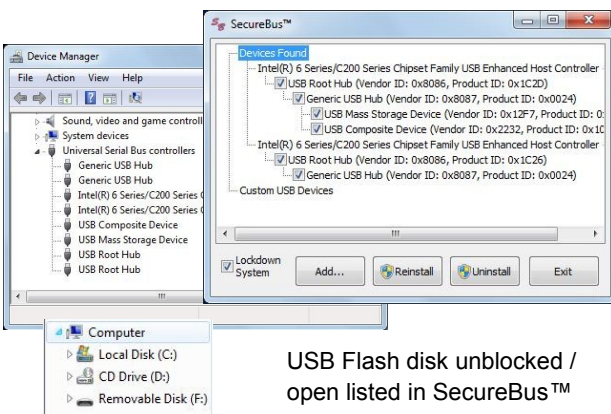 SecureBus™
Devices Found
Intel(R) 6 Series/C200 Series Chipset Family USB Enhanced Host Controller
USB Root Hub (Vendor ID: 0x8086, Product ID: 0x1C2D)
Generic USB Hub (Vendor ID: 0x8087, Product ID: 0x0024)
USB Mass Storage Device (Vendor ID: 0x12F7, Product ID: 0:
USB Composite Device (Vendor ID: 0x2232, Product ID: 0x10
Intel(R) 6 Series/C200 Series Chipset Family USB Enhanced Host Controller
USB Root Hub (Vendor ID: 0x8086, Product ID: 0x1C26)
Generic USB Hub (Vendor ID: 0x8087, Product ID: 0x0024)
Custom USB Devices
Lockdown
System
Add...
Reinstall
Uninstall
Exit
Device Manager
File Action View Help
Sound, video and game controll
System devices
Universal Serial Bus controllers
Generic USB Hub
Generic USB Hub
Intel(R) 6 Series/C200 Series C
Intel(R) 6 Series/C200 Series C
USB Composite Device
USB Mass Storage Device
USB Root Hub
USB Root Hub
Computer
Local Disk (C:)
CD Drive (D:)
Removable Disk (F:)
USB Flash disk unblocked /
open listed in SecureBus™